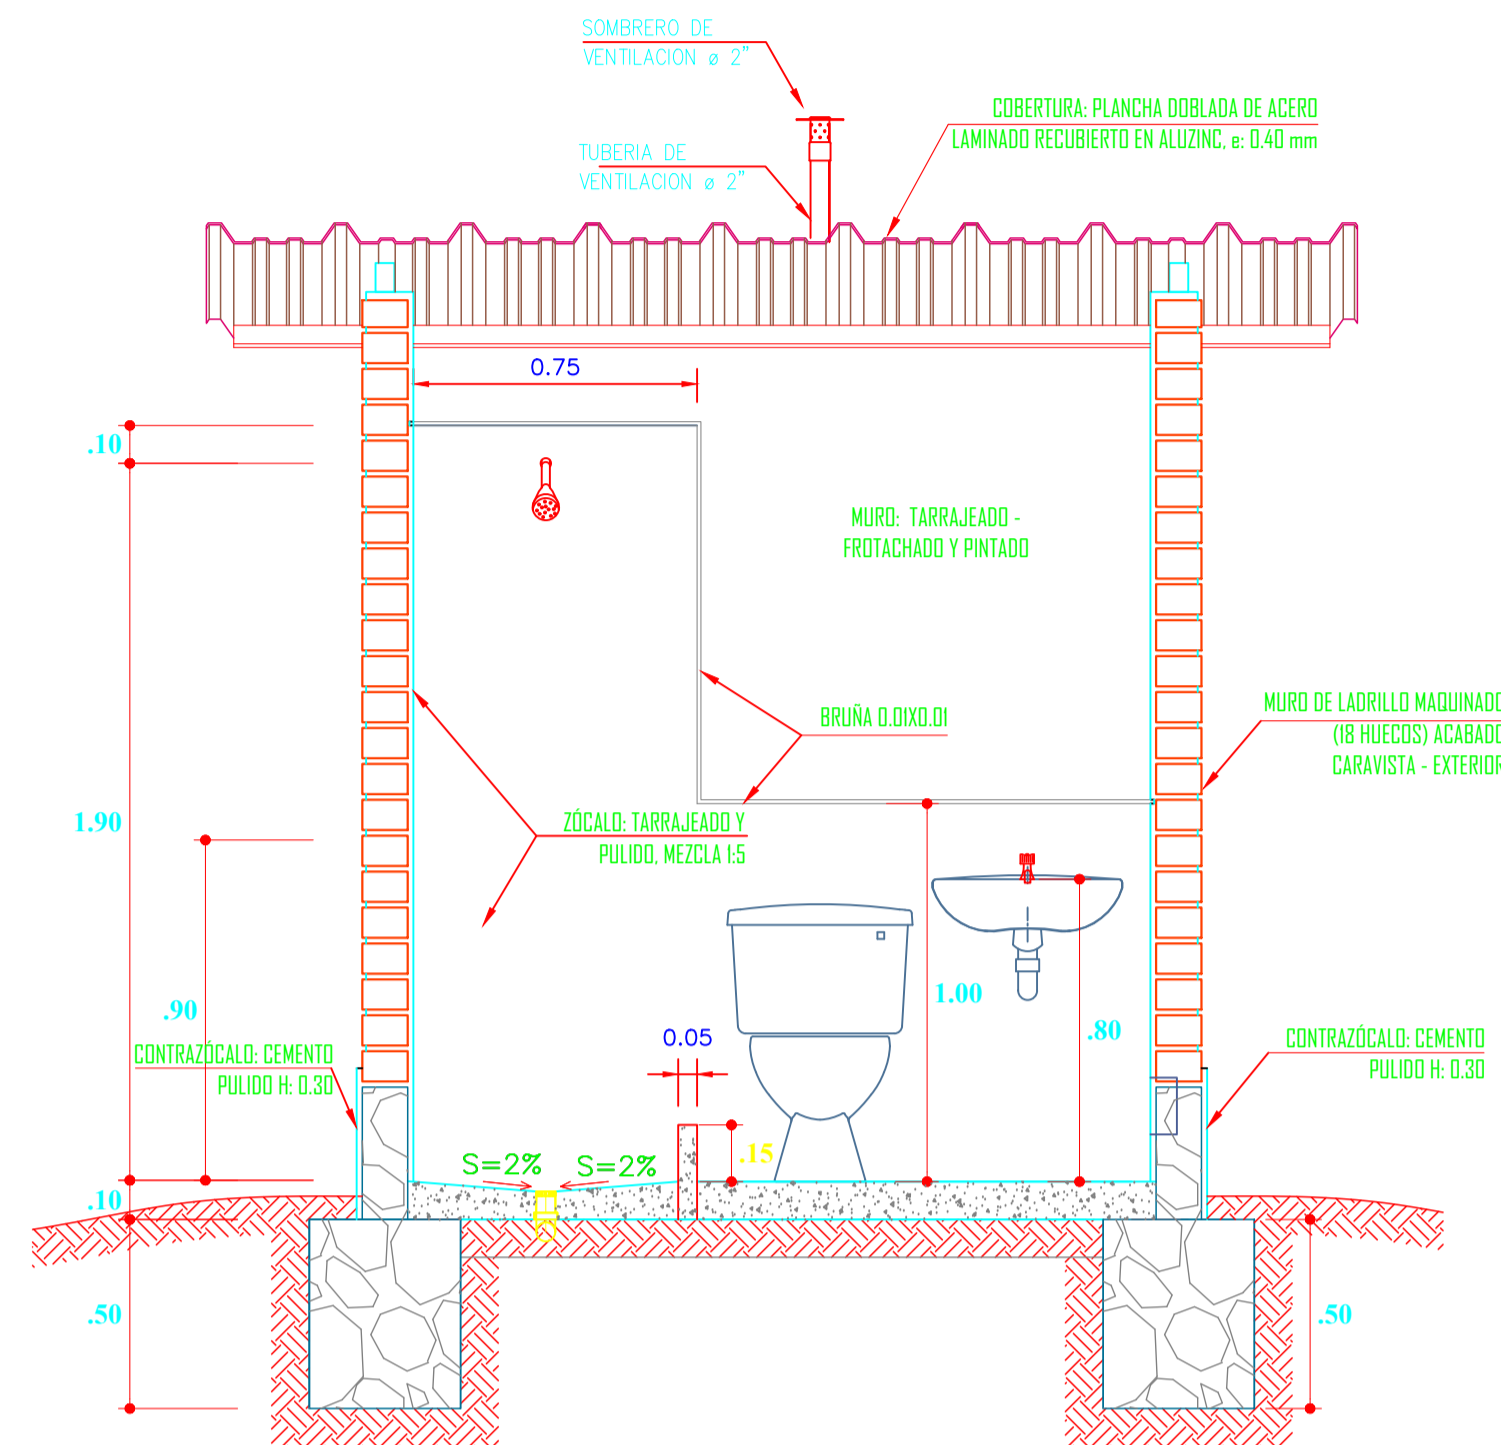 SOMBRERO DE
VENTILACION ø 2"
COBERTURA: PLANCHA DOBLADA DE ACERO
LAMINADO RECUBIERTO EN ALUZINC, e: 0.40 mm
TUBERIA DE
VENTILACION ø 2"
0.75
.10
MURO: TARRAJEADO -
FROTACHADO Y PINTADO
BRUÑA 0.01X0.01
MURO DE LADRILLO MAQUINADO
(18 HUECOS) ACABADO
CARAVISTA - EXTERIOR
1.90
ZÓCALO: TARRAJEADO Y
PULIDO, MEZCLA 1:5
.90
1.00
.80
0.05
CONTRAZÓCALO: CEMENTO
PULIDO H: 0.30
CONTRAZÓCALO: CEMENTO
PULIDO H: 0.30
.15
S=2%
S=2%
.10
.50
.50